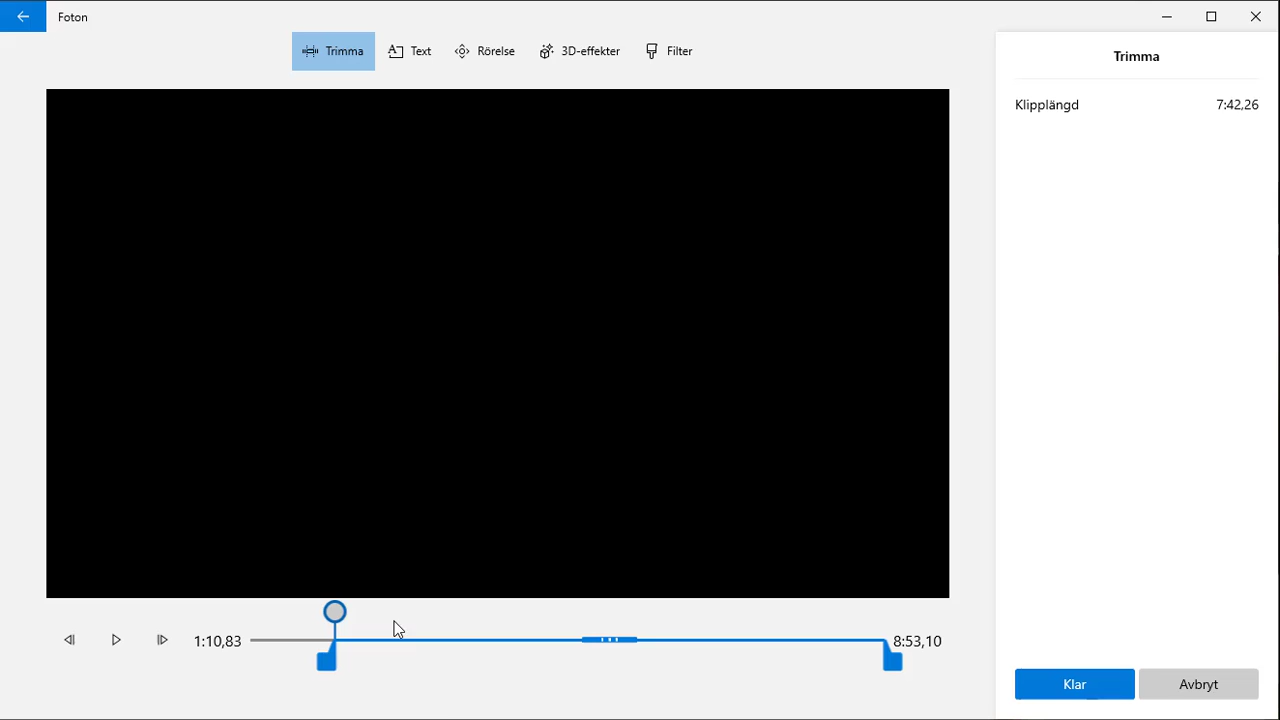 Foton
Trimma Text Rörelse 3D-effekter Filter
Trimma
Klipplängd 7:42,26
1:10,83 8:53,10
Klar Avbryt